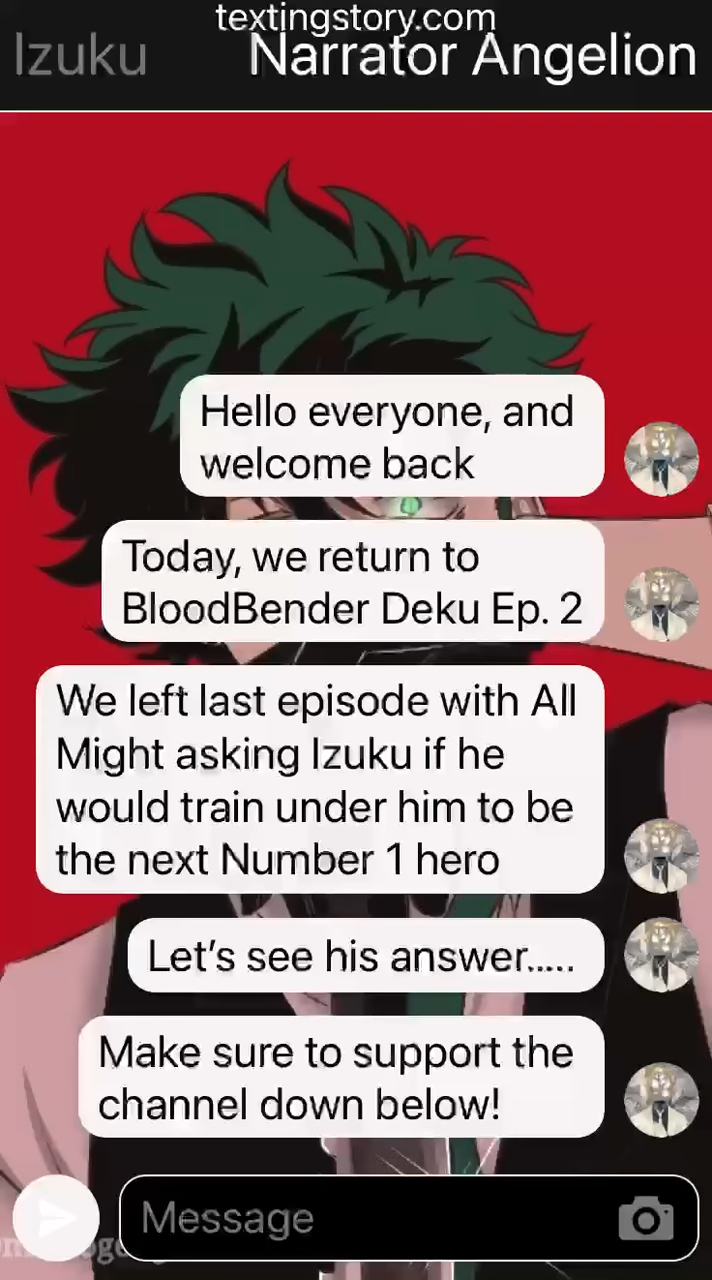 textingstory.com
Izuku Narrator Angelion
Hello everyone, and
welcome back
Today, we return to
BloodBender Deku Ep. 2
We left last episode with All
Might asking Izuku if he
would train under him to be
the next Number 1 hero
Let's see his answer.....
Make sure to support the
channel down below!
Message